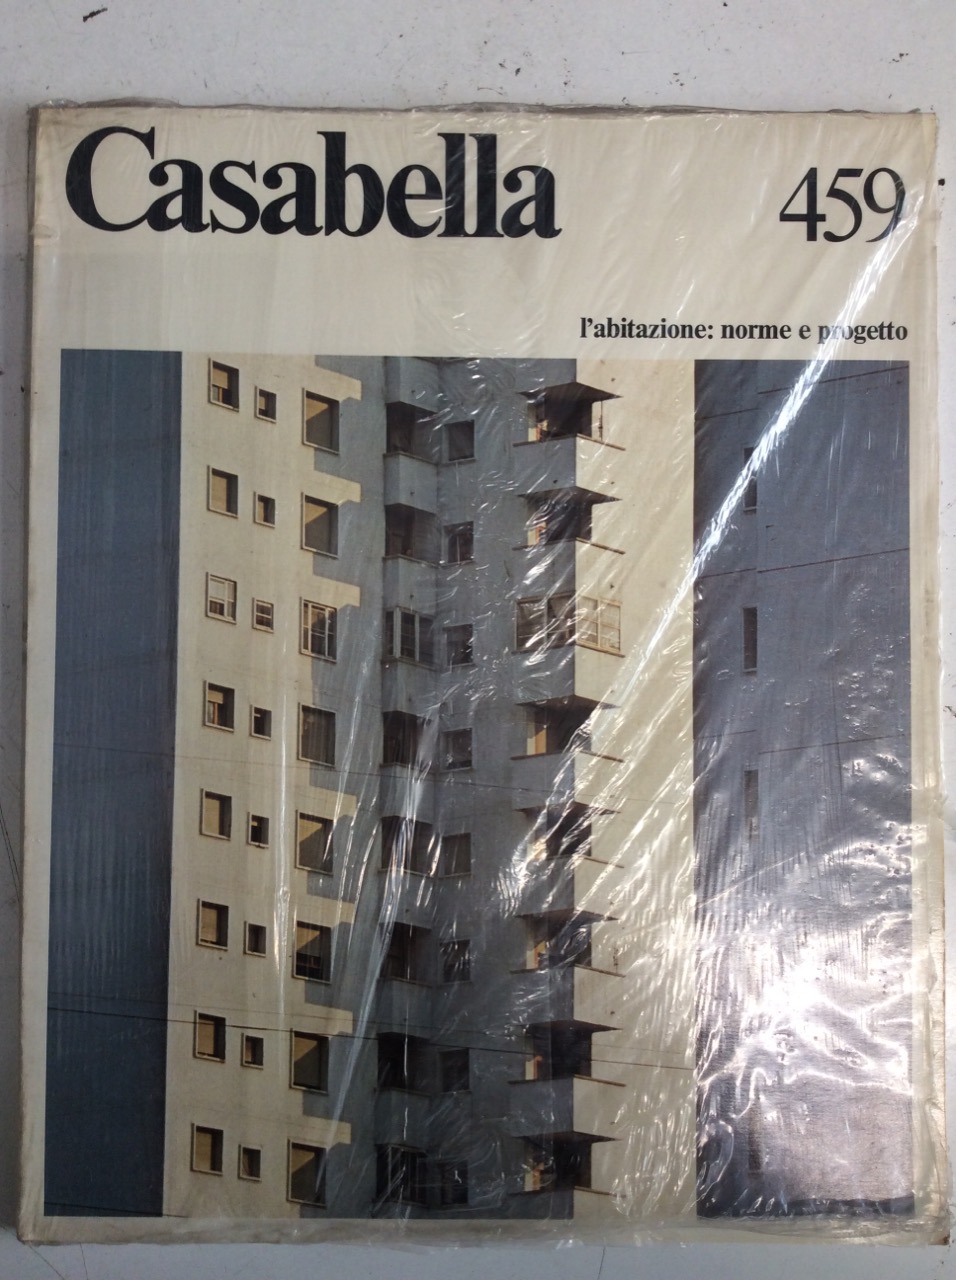 Casabella
459
l'abitazione: norme e progetto